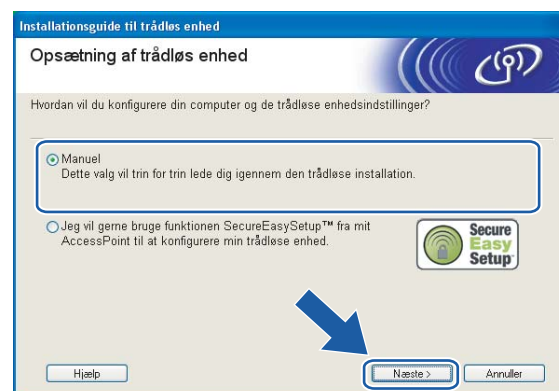 Installationsguide til trådløs enhed
Opsætning af trådløs enhed
Hvordan vil du konfigurere din computer og de trådløse enhedsindstillinger?
Manuel
Dette valg vil trin for trin lede dig igennem den trådløse installation.
Jeg vil gerne bruge funktionen SecureEasySetup™ fra mit
AccessPoint til at konfigurere min trådløse enhed.
Secure
Easy
Setup
Hjælp
Næste >
Annuller